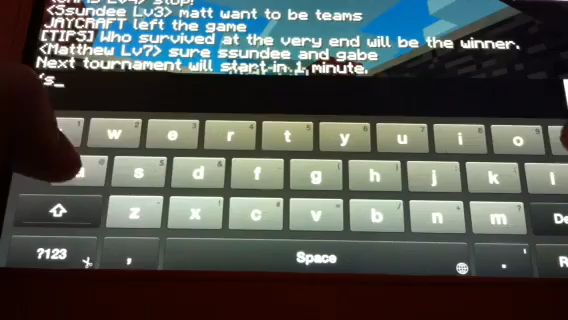 stop!
<Ssundee Lv3> matt want to be teams
JAYCRAFT left the game
[TIPS] Who survived at the very end will be the winner.
<Matthew Lv7> sure ssundee and gabe
Next tournament will start in 1 minute.
/s_
w e r t y u i o
a s d f g h j k l
z x c v b n m
?123 , Space .